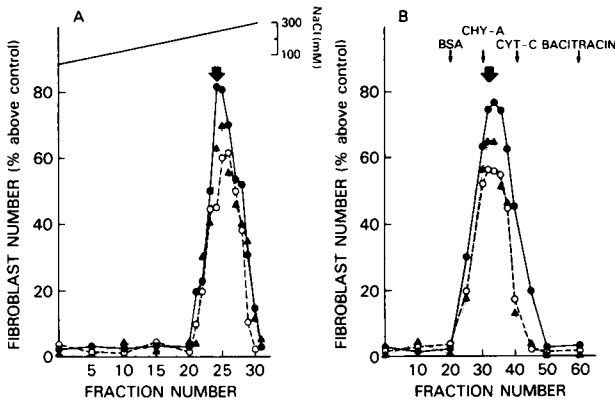 A
300
100
NaCl (mM)
FIBROBLAST NUMBER (% above control)
80
60
40
20
0
5 10 15 20 25 30
FRACTION NUMBER
B
CHY-A
BSA CYT-C BACITRACIN
FIBROBLAST NUMBER (% above control)
80
60
40
20
0
10 20 30 40 50 60
FRACTION NUMBER